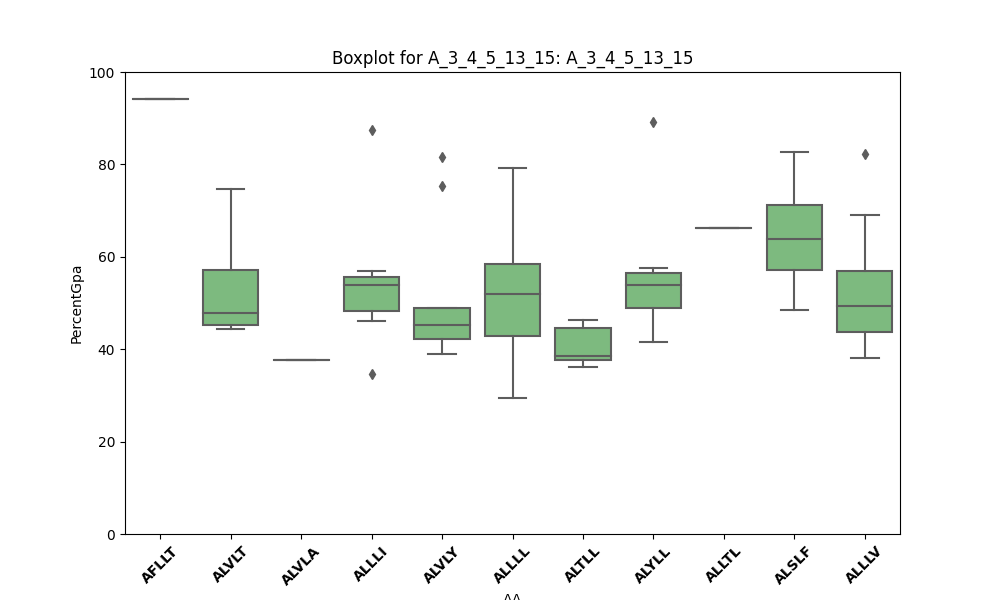 Boxplot for A_3_4_5_13_15: A_3_4_5_13_15
100
80
60
40
20
0
PercentGpa
AFLLT ALVLT ALVLA ALLLI ALVLY ALLLL ALTLL ALYLL ALLTL ALSLF ALLLV
AA